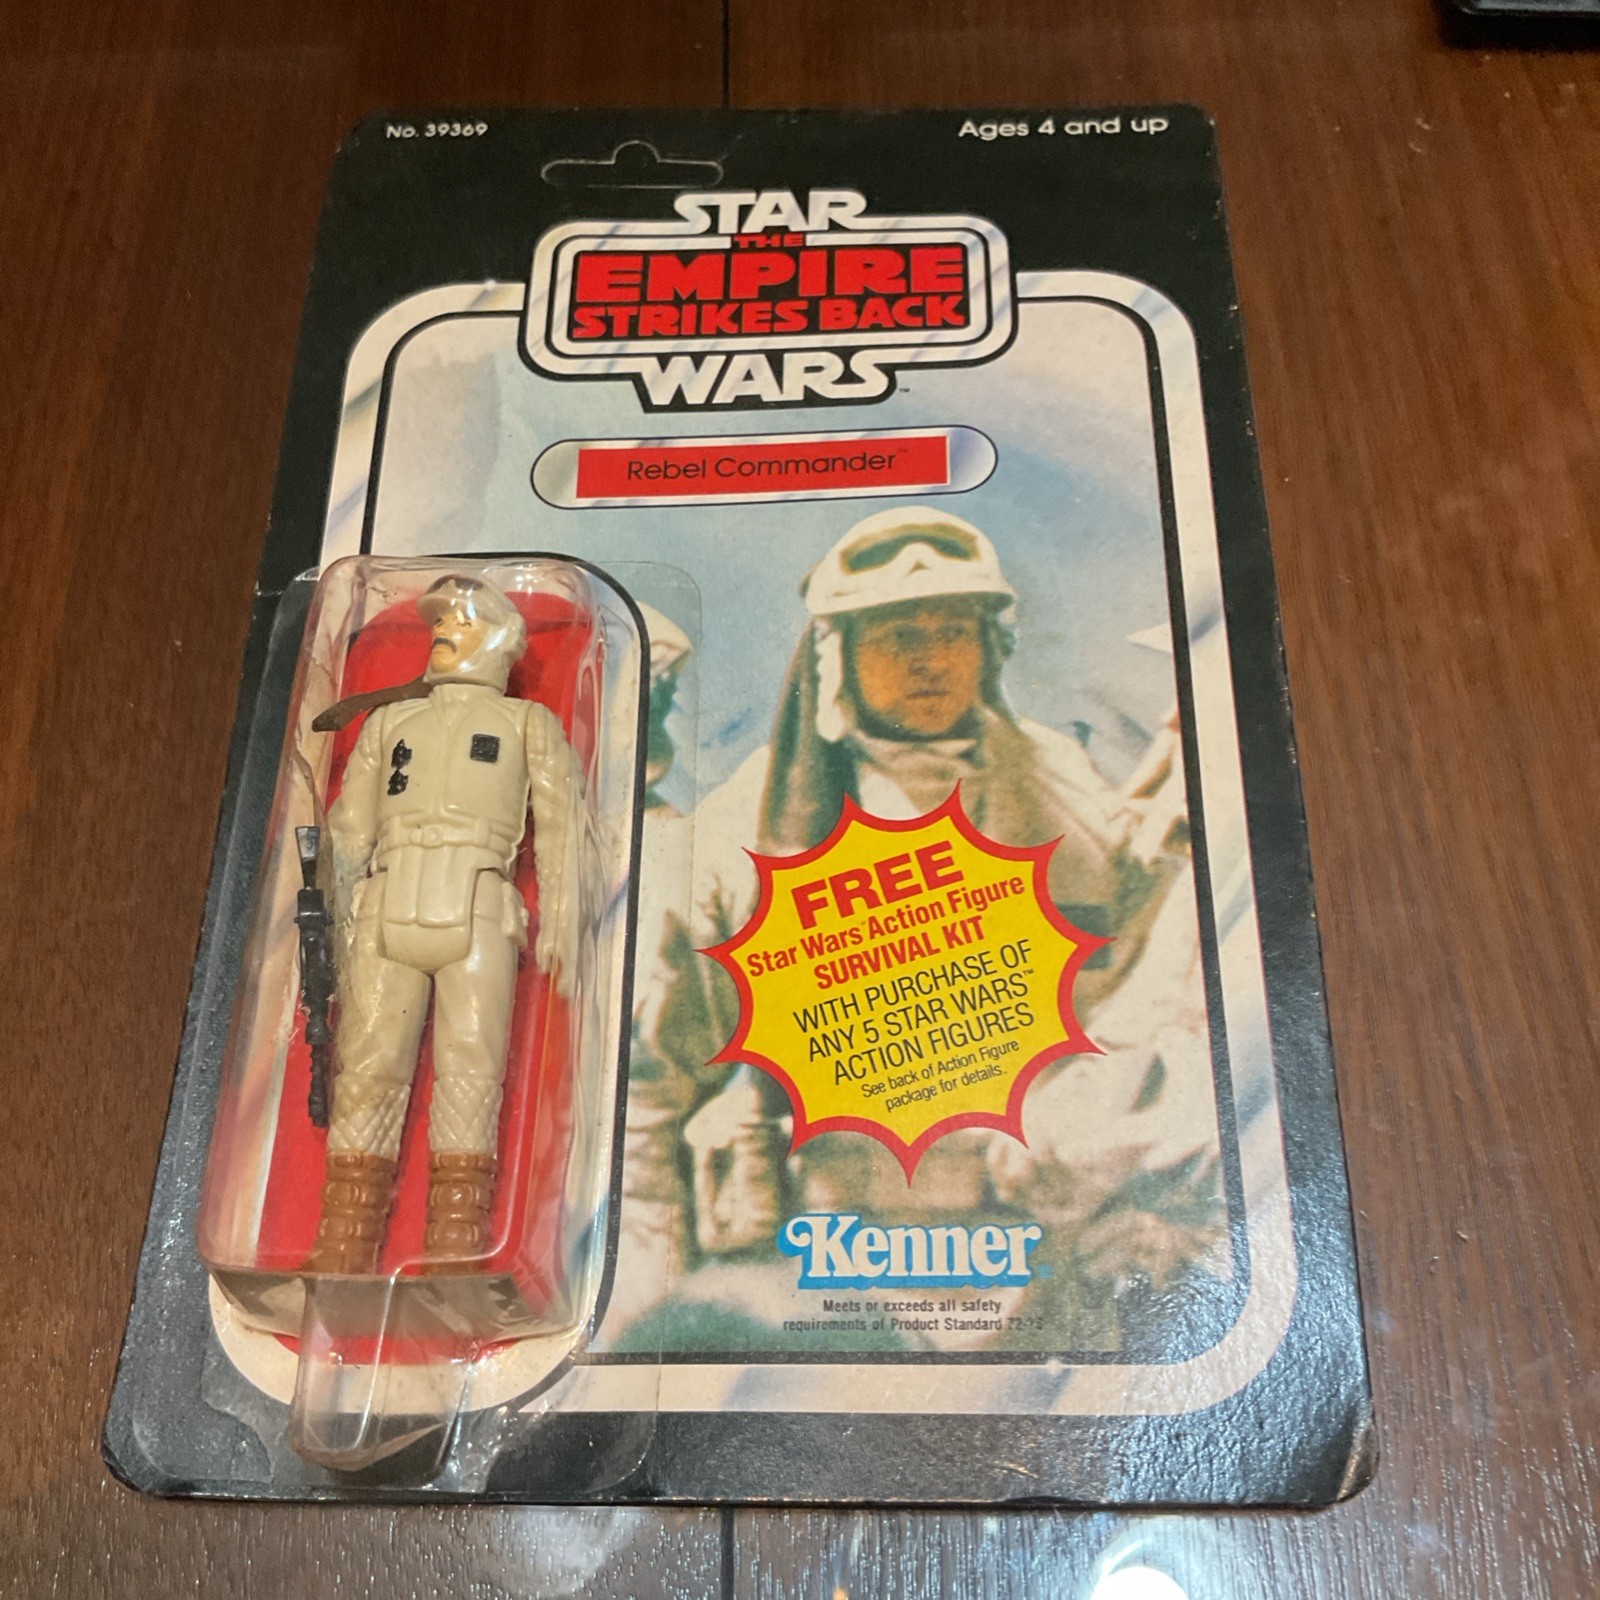 No. 39369
Ages 4 and up
STAR
THE
EMPIRE
STRIKES BACK
WARS™
Rebel Commander™
FREE
Star Wars™ Action Figure
SURVIVAL KIT
WITH PURCHASE OF
ANY 5 STAR WARS™
ACTION FIGURES
See back of Action Figure
package for details.
Kenner®
Meets or exceeds all safety
requirements of Product Standard